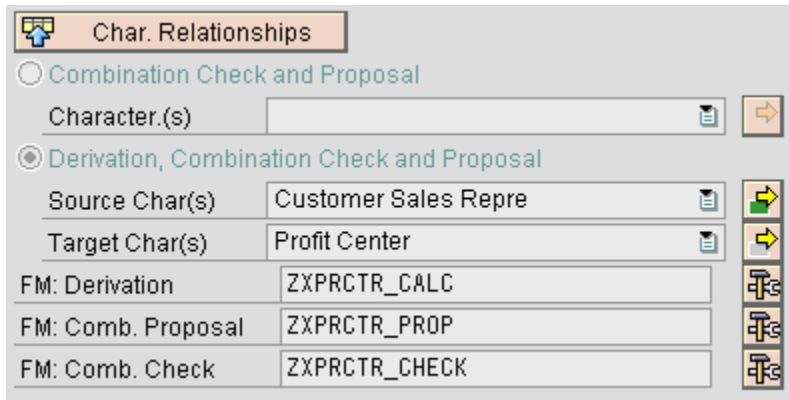 Char. Relationships
Combination Check and Proposal
Character.(s)
Derivation, Combination Check and Proposal
Source Char(s) Customer Sales Repre
Target Char(s) Profit Center
FM: Derivation ZXPRCTR_CALC
FM: Comb. Proposal ZXPRCTR_PROP
FM: Comb. Check ZXPRCTR_CHECK